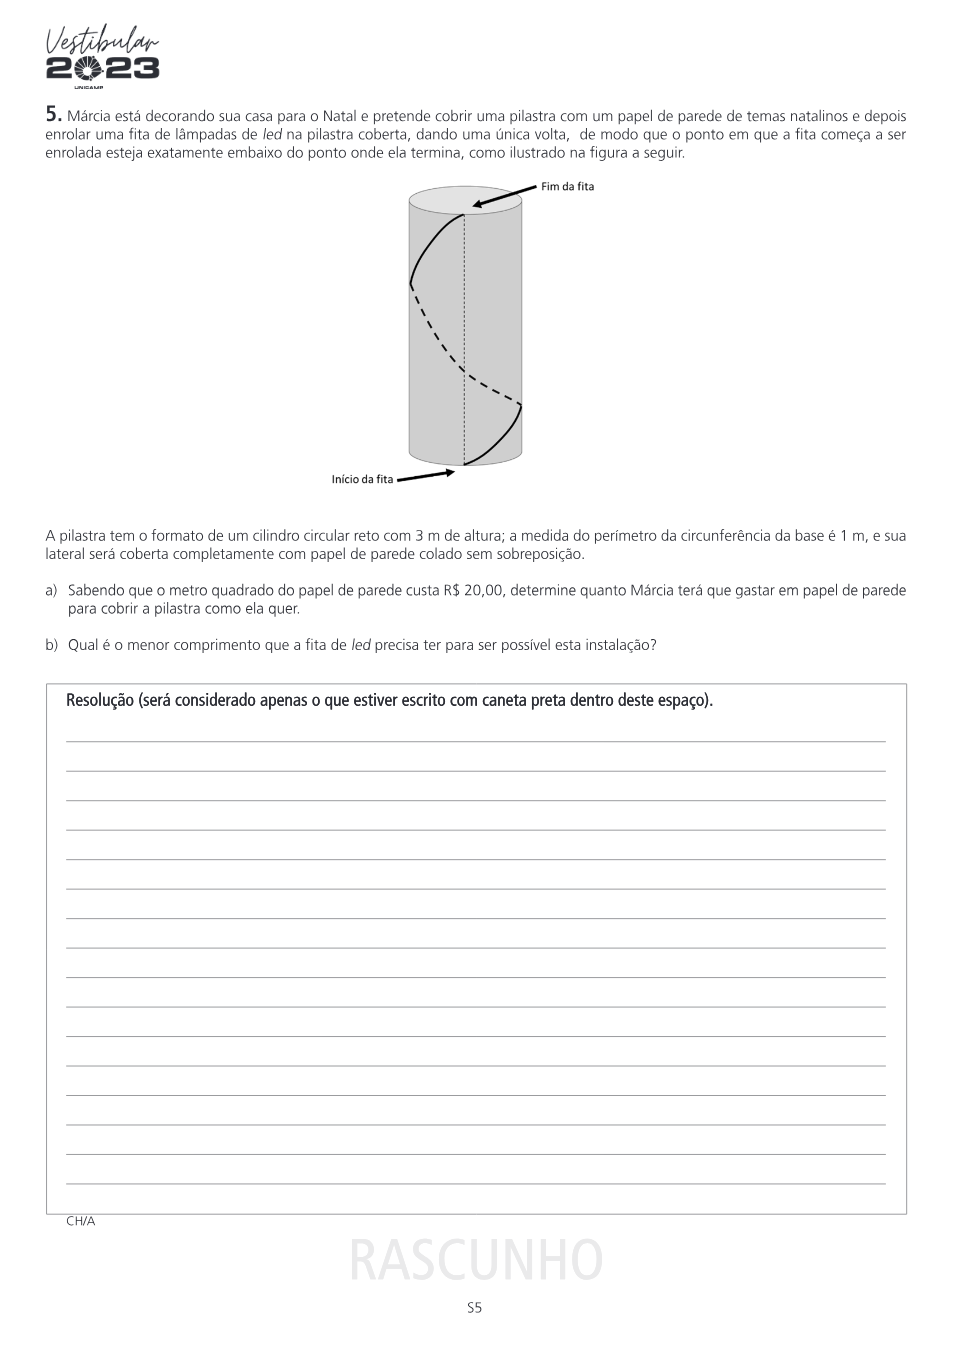 Vestibular
2023
UNICAMP
5. Márcia está decorando sua casa para o Natal e pretende cobrir uma pilastra com um papel de parede de temas natalinos e depois
enrolar uma fita de lâmpadas de led na pilastra coberta, dando uma única volta, de modo que o ponto em que a fita começa a ser
enrolada esteja exatamente embaixo do ponto onde ela termina, como ilustrado na figura a seguir.
Fim da fita
Início da fita
A pilastra tem o formato de um cilindro circular reto com 3 m de altura; a medida do perímetro da circunferência da base é 1 m, e sua
lateral será coberta completamente com papel de parede colado sem sobreposição.
a) Sabendo que o metro quadrado do papel de parede custa R$ 20,00, determine quanto Márcia terá que gastar em papel de parede
para cobrir a pilastra como ela quer.
b) Qual é o menor comprimento que a fita de led precisa ter para ser possível esta instalação?
Resolução (será considerado apenas o que estiver escrito com caneta preta dentro deste espaço).
CH/A
RASCUNHO
S5